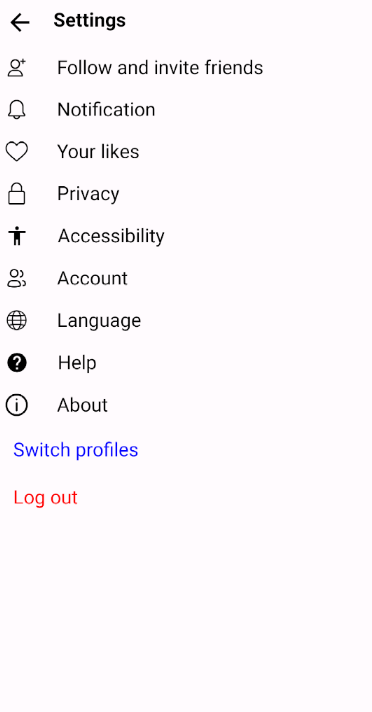 Settings
Follow and invite friends
Notification
Your likes
Privacy
Accessibility
Account
Language
Help
About
Switch profiles
Log out